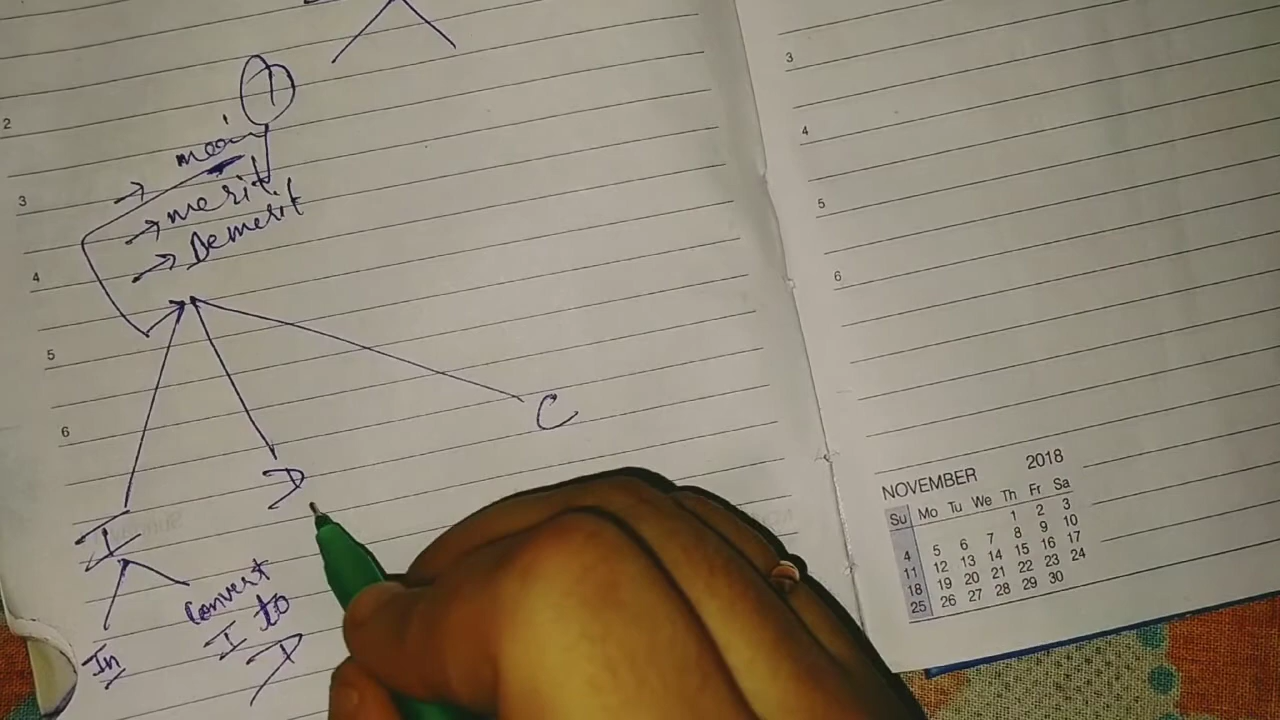 2
3
4
5
6
merit
Demerit
I
D
C
In
Convert
I to
D
3
4
5
6
NOVEMBER 2018
Su Mo Tu We Th Fr Sa
1 2 3
4 5 6 7 8 9 10
11 12 13 14 15 16 17
18 19 20 21 22 23 24
25 26 27 28 29 30